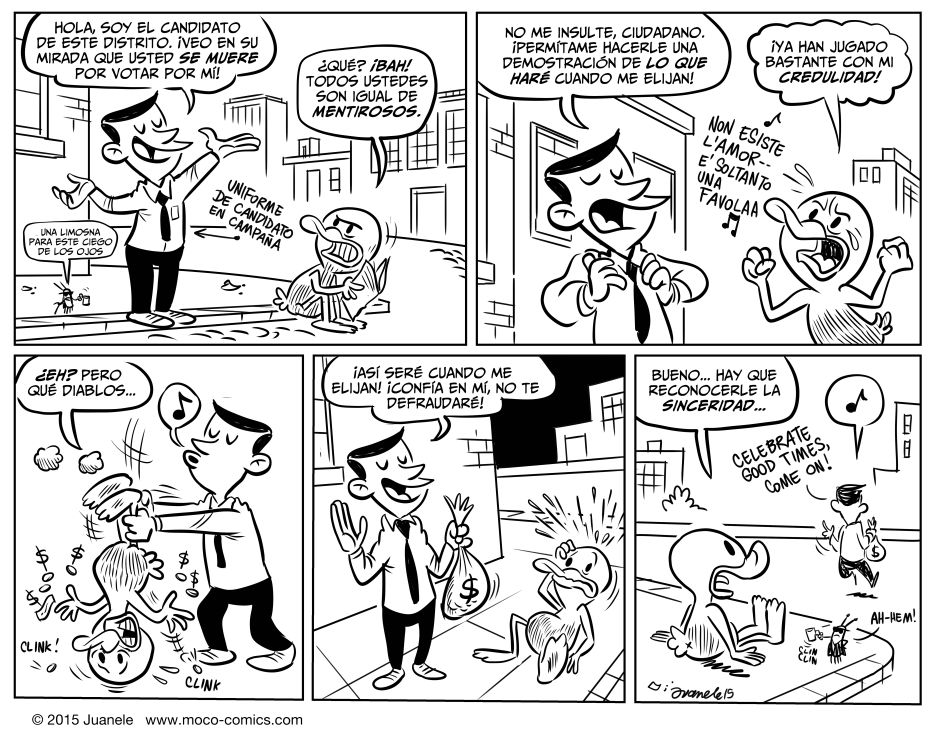 HOLA, SOY EL CANDIDATO
DE ESTE DISTRITO. ¡VEO EN SU
MIRADA QUE USTED SE MUERE
POR VOTAR POR MÍ!
¿QUÉ? ¡BAH!
TODOS USTEDES
SON IGUAL DE
MENTIROSOS.
UNIFORME
DE CANDIDATO
EN CAMPAÑA
UNA LIMOSNA
PARA ESTE CIEGO
DE LOS OJOS
NO ME INSULTE, CIUDADANO.
¡PERMÍTAME HACERLE UNA
DEMOSTRACIÓN DE LO QUE
HARÉ CUANDO ME ELIJAN!
¡YA HAN JUGADO
BASTANTE CON MI
CREDULIDAD!
NON ESISTE
L'AMOR--
E' SOLTANTO
UNA
FAVOLAA
¿EH? PERO
QUÉ DIABLOS...
$
$
$
$
$
CLINK!
CLINK
¡ASÍ SERÉ CUANDO ME
ELIJAN! ¡CONFÍA EN MÍ, NO TE
DEFRAUDARÉ!
$
BUENO... HAY QUE
RECONOCERLE LA
SINCERIDAD...
CELEBRATE
GOOD TIMES,
COME ON!
$
AH-HEM!
CLIN
CLIN
Juanele15
© 2015 Juanele www.moco-comics.com